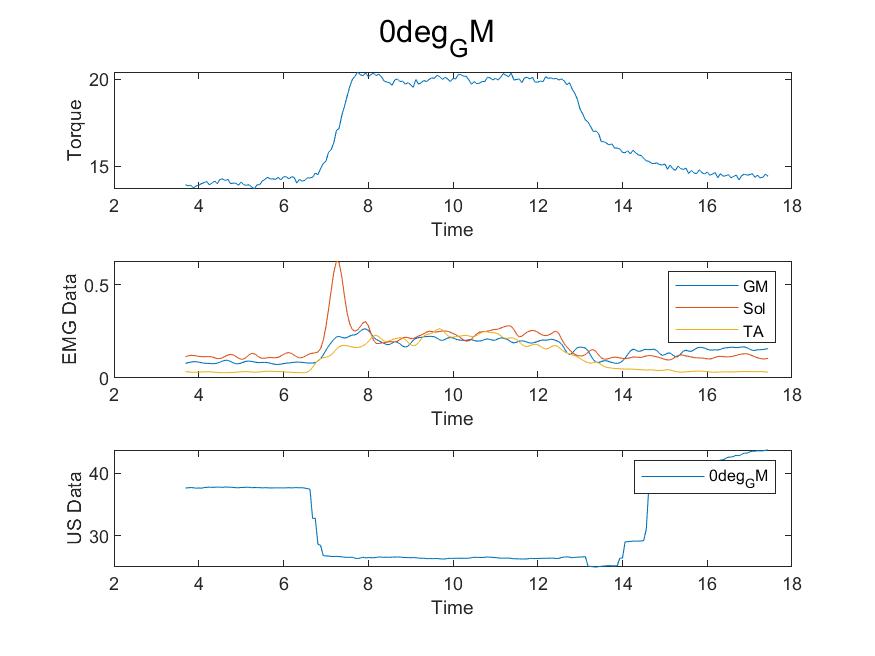 0deg_GM
20
15
Torque
2 4 6 8 10 12 14 16 18
Time
0.5
0
EMG Data
GM
Sol
TA
2 4 6 8 10 12 14 16 18
Time
40
30
US Data
0deg_GM
2 4 6 8 10 12 14 16 18
Time